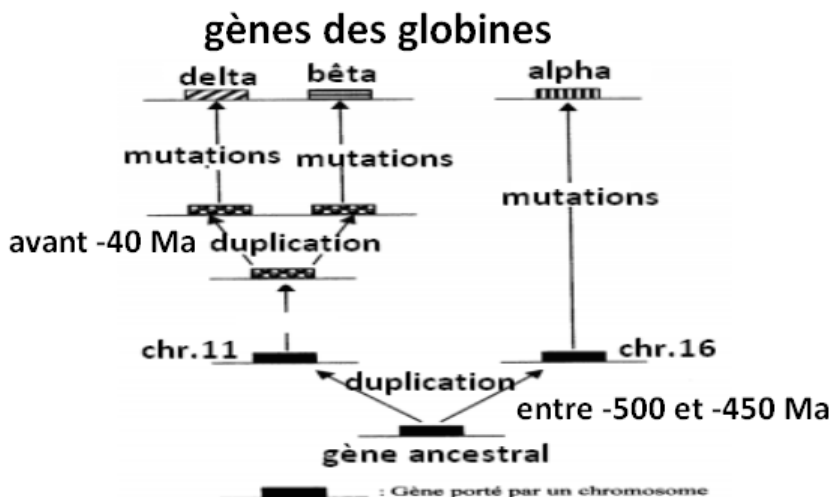 gènes des globines
delta bêta alpha
mutations mutations
mutations
avant -40 Ma duplication
chr.11 chr.16
duplication
entre -500 et -450 Ma
gène ancestral
: Gène porté par un chromosome